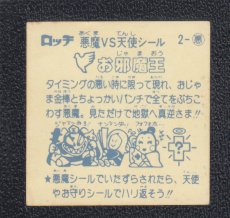 ロッテ 悪魔VS天使シール 2-悪
お邪魔王
タイミングの悪い時に限って現れ、おじゃ
ま金棒とちょっかいパンチで全てをぶちこ
わす悪魔。見ただけで地獄へ真逆さま!!
★悪魔シールでいたずらされたら、天使
やお守りシールでハリ返そう!!